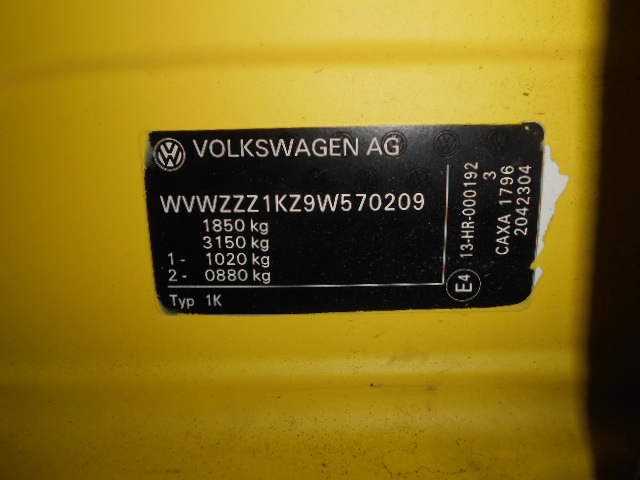 VOLKSWAGEN AG
WVWZZZ1KZ9W570209
1850 kg
3150 kg
1- 1020 kg
2- 0880 kg
Typ 1K
E4
13-HR-000192
3
CAXA 1796
2042304